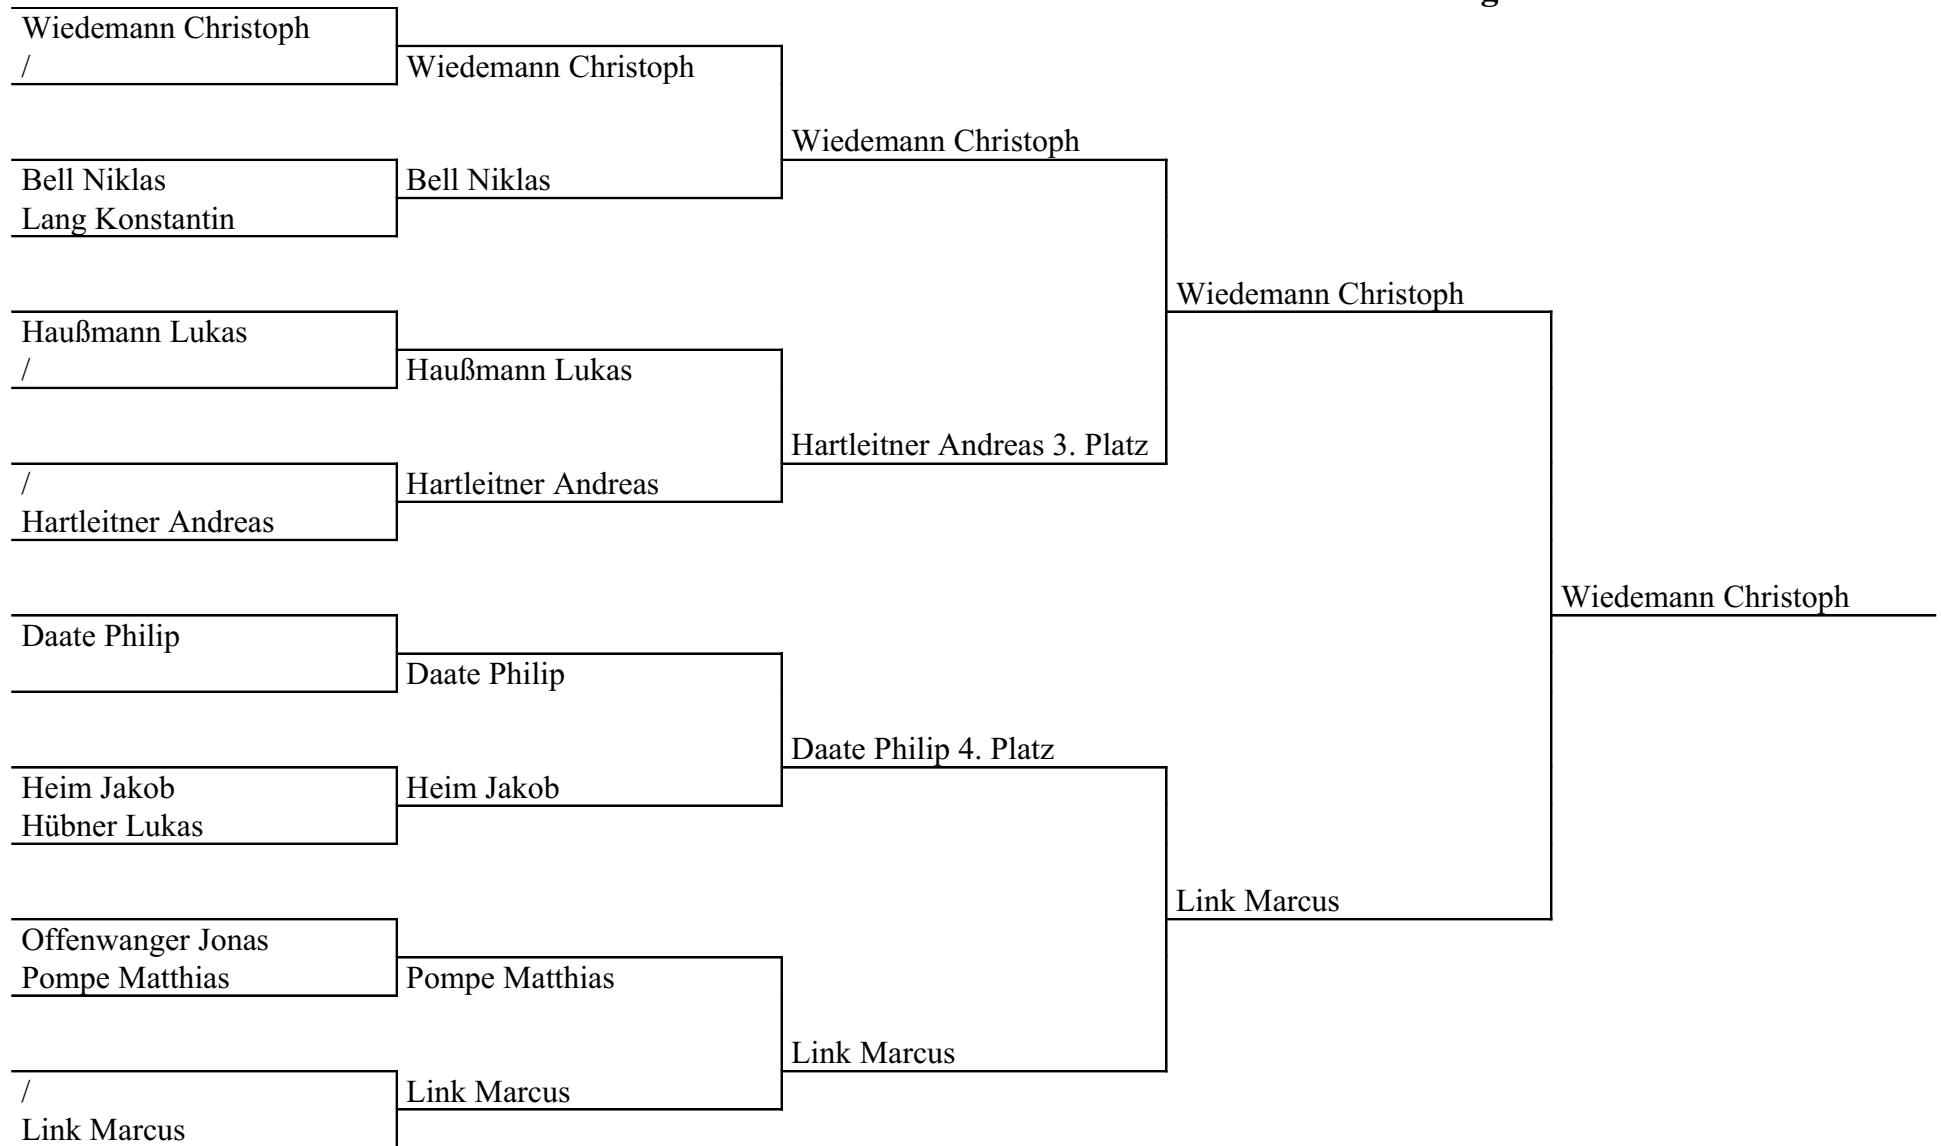 Wiedemann Christoph
/
Wiedemann Christoph
Wiedemann Christoph
Bell Niklas
Lang Konstantin
Bell Niklas
Wiedemann Christoph
Haußmann Lukas
/
Haußmann Lukas
Hartleitner Andreas 3. Platz
/
Hartleitner Andreas
Hartleitner Andreas
Wiedemann Christoph
Daate Philip
Daate Philip
Daate Philip 4. Platz
Heim Jakob
Hübner Lukas
Heim Jakob
Link Marcus
Offenwanger Jonas
Pompe Matthias
Pompe Matthias
Link Marcus
/
Link Marcus
Link Marcus